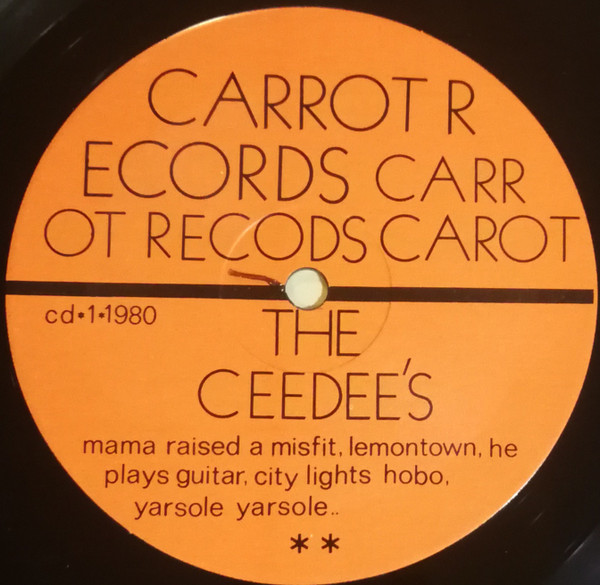 CARROT R
ECORDS CARR
OT RECODS CAROT
cd•1•1980
THE
CEEDEE'S
mama raised a misfit, lemontown, he
plays guitar, city lights hobo,
yarsole yarsole..
**